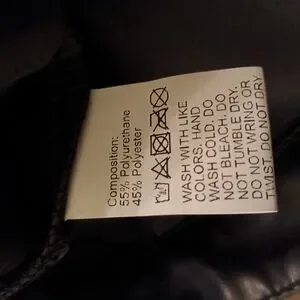 Composition:
55% Polyurethane
45% Polyester
WASH WITH LIKE
COLORS. HAND
WASH COLD. DO
NOT BLEACH. DO
NOT TUMBLE DRY.
DO NOT WRING OR
TWIST. DO NOT DRY